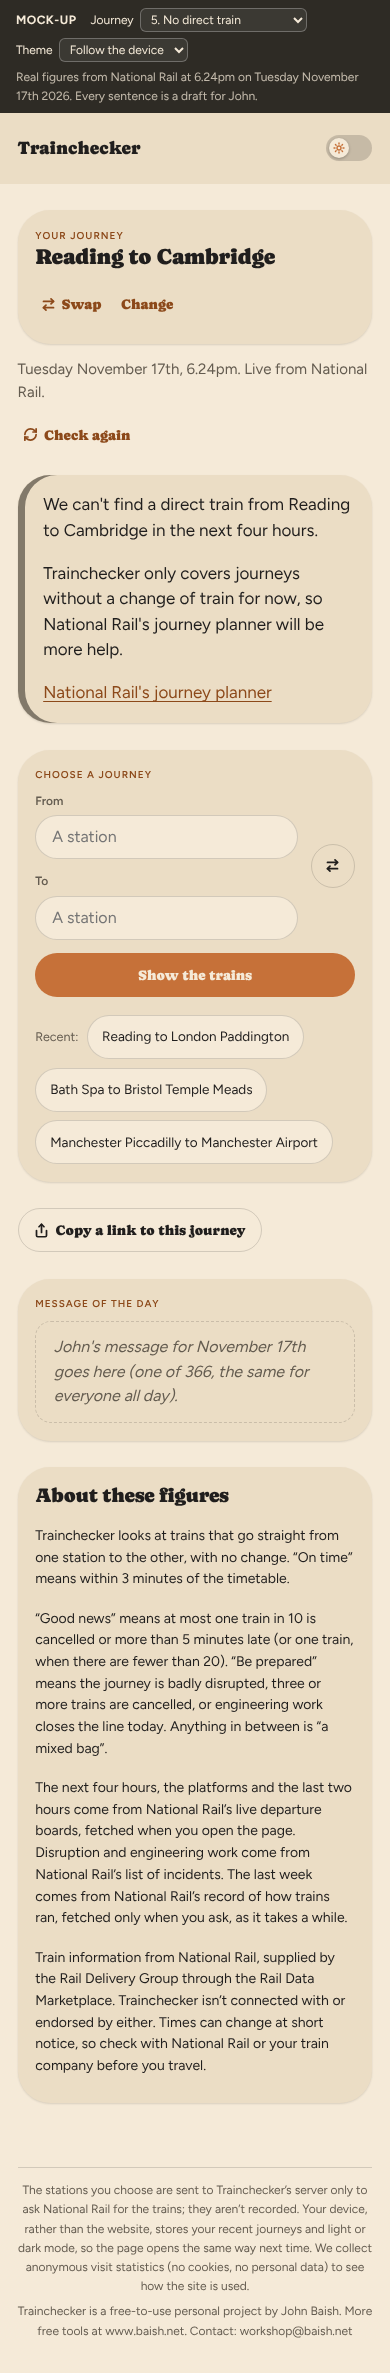 MOCK-UP Journey 5. No direct train
Theme Follow the device
Real figures from National Rail at 6.24pm on Tuesday November
17th 2026. Every sentence is a draft for John.
Trainchecker
YOUR JOURNEY
Reading to Cambridge
Swap Change
Tuesday November 17th, 6.24pm. Live from National
Rail.
Check again
We can't find a direct train from Reading
to Cambridge in the next four hours.
Trainchecker only covers journeys
without a change of train for now, so
National Rail's journey planner will be
more help.
National Rail's journey planner
CHOOSE A JOURNEY
From
A station
To
A station
Show the trains
Recent: Reading to London Paddington
Bath Spa to Bristol Temple Meads
Manchester Piccadilly to Manchester Airport
Copy a link to this journey
MESSAGE OF THE DAY
John's message for November 17th
goes here (one of 366, the same for
everyone all day).
About these figures
Trainchecker looks at trains that go straight from
one station to the other, with no change. “On time”
means within 3 minutes of the timetable.
“Good news” means at most one train in 10 is
cancelled or more than 5 minutes late (or one train,
when there are fewer than 20). “Be prepared”
means the journey is badly disrupted, three or
more trains are cancelled, or engineering work
closes the line today. Anything in between is “a
mixed bag”.
The next four hours, the platforms and the last two
hours come from National Rail’s live departure
boards, fetched when you open the page.
Disruption and engineering work come from
National Rail’s list of incidents. The last week
comes from National Rail’s record of how trains
ran, fetched only when you ask, as it takes a while.
Train information from National Rail, supplied by
the Rail Delivery Group through the Rail Data
Marketplace. Trainchecker isn’t connected with or
endorsed by either. Times can change at short
notice, so check with National Rail or your train
company before you travel.
The stations you choose are sent to Trainchecker’s server only to
ask National Rail for the trains; they aren’t recorded. Your device,
rather than the website, stores your recent journeys and light or
dark mode, so the page opens the same way next time. We collect
anonymous visit statistics (no cookies, no personal data) to see
how the site is used.
Trainchecker is a free-to-use personal project by John Baish. More
free tools at www.baish.net. Contact: workshop@baish.net